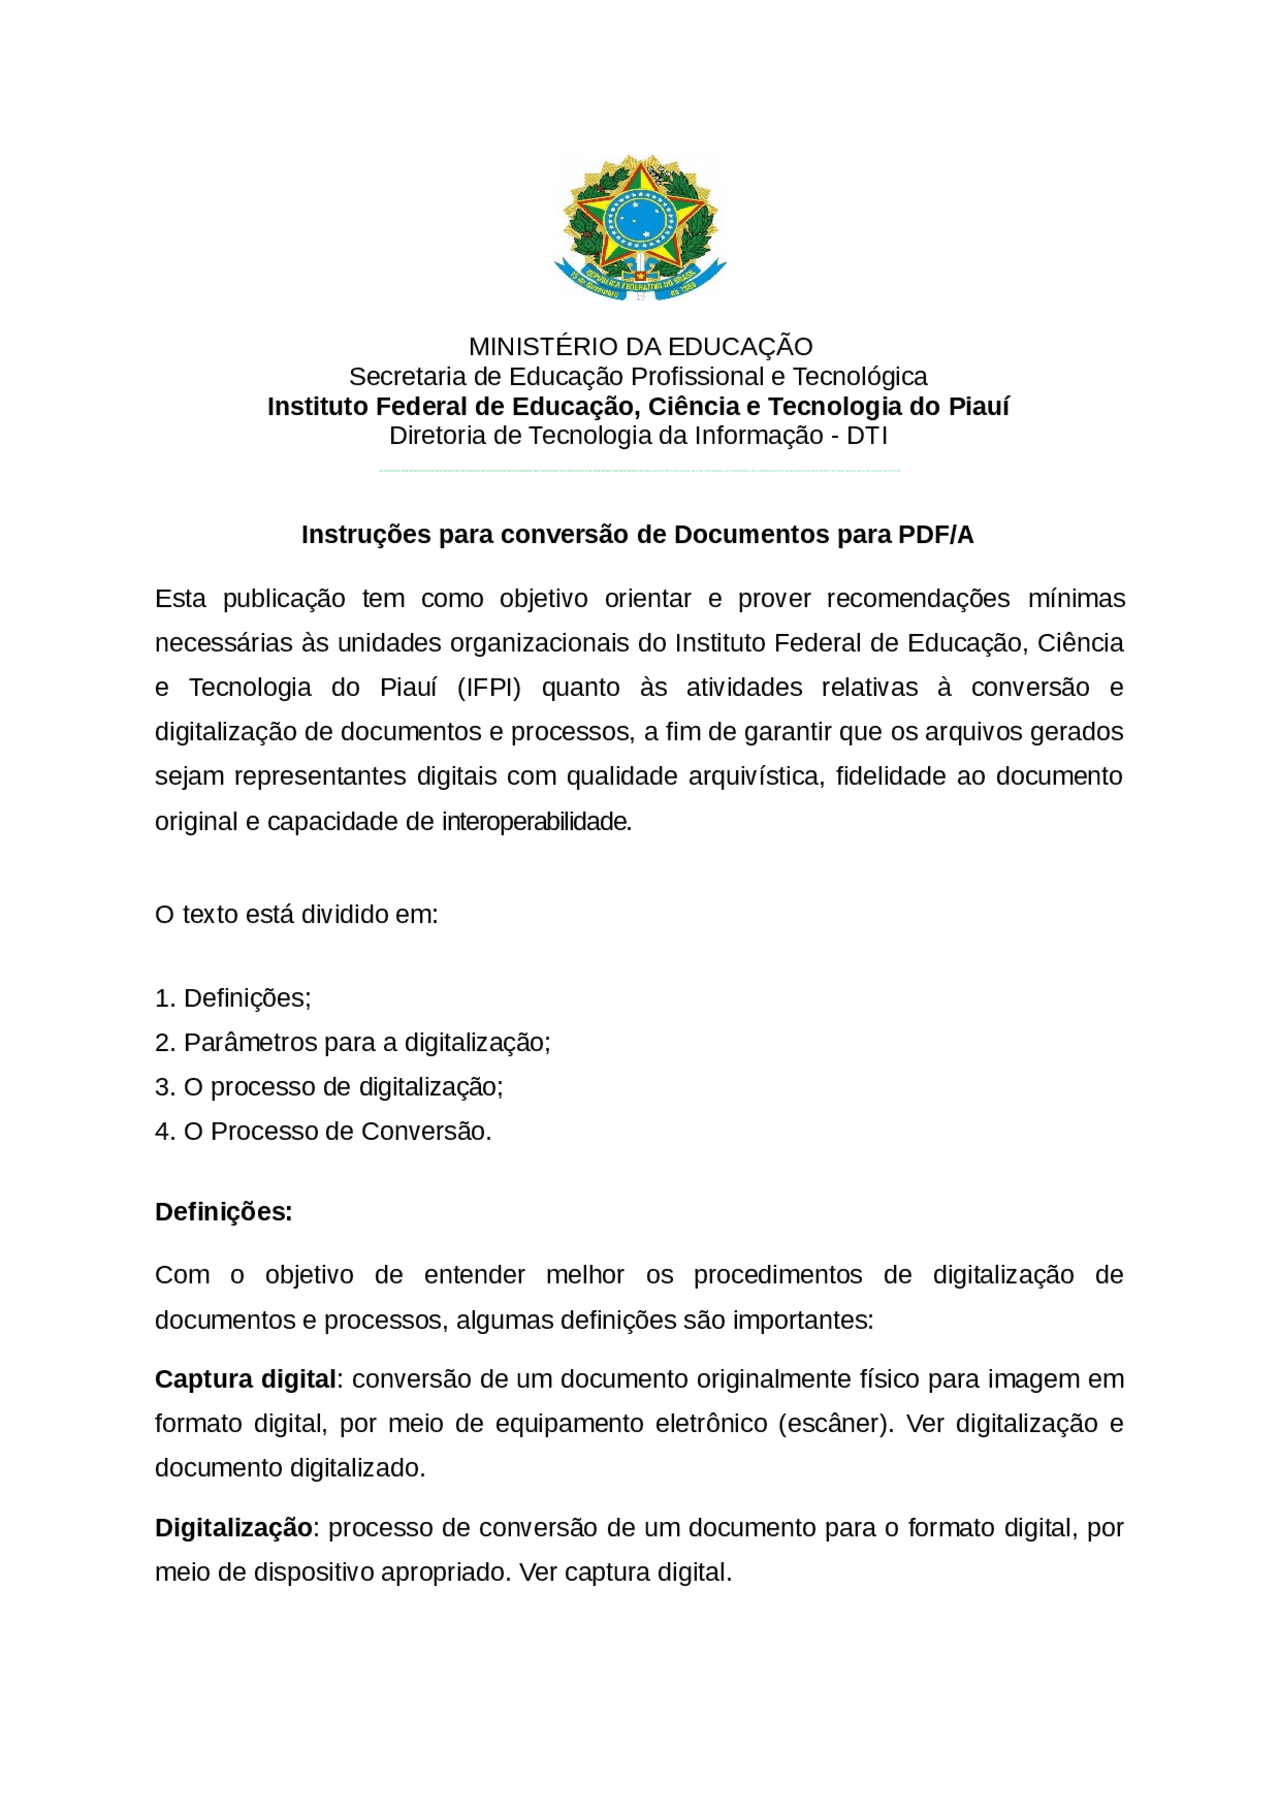 15 de Novembro
REPÚBLICA FEDERATIVA DO BRASIL
de 1889
MINISTÉRIO DA EDUCAÇÃO
Secretaria de Educação Profissional e Tecnológica
Instituto Federal de Educação, Ciência e Tecnologia do Piauí
Diretoria de Tecnologia da Informação - DTI
Instruções para conversão de Documentos para PDF/A
Esta publicação tem como objetivo orientar e prover recomendações mínimas
necessárias às unidades organizacionais do Instituto Federal de Educação, Ciência
e Tecnologia do Piauí (IFPI) quanto às atividades relativas à conversão e
digitalização de documentos e processos, a fim de garantir que os arquivos gerados
sejam representantes digitais com qualidade arquivística, fidelidade ao documento
original e capacidade de interoperabilidade.
O texto está dividido em:
1. Definições;
2. Parâmetros para a digitalização;
3. O processo de digitalização;
4. O Processo de Conversão.
Definições:
Com o objetivo de entender melhor os procedimentos de digitalização de
documentos e processos, algumas definições são importantes:
Captura digital: conversão de um documento originalmente físico para imagem em
formato digital, por meio de equipamento eletrônico (escâner). Ver digitalização e
documento digitalizado.
Digitalização: processo de conversão de um documento para o formato digital, por
meio de dispositivo apropriado. Ver captura digital.